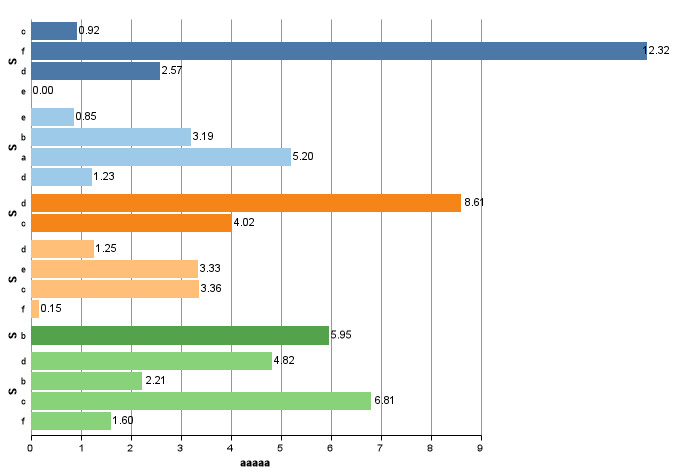 c 0.92
f 12.32
S
d 2.57
e 0.00
e 0.85
b 3.19
S
a 5.20
d 1.23
d 8.61
S
c 4.02
d 1.25
e 3.33
S
c 3.36
f 0.15
S b 5.95
d 4.82
b 2.21
S
c 6.81
f 1.60
0 1 2 3 4 5 6 7 8 9
aaaaa